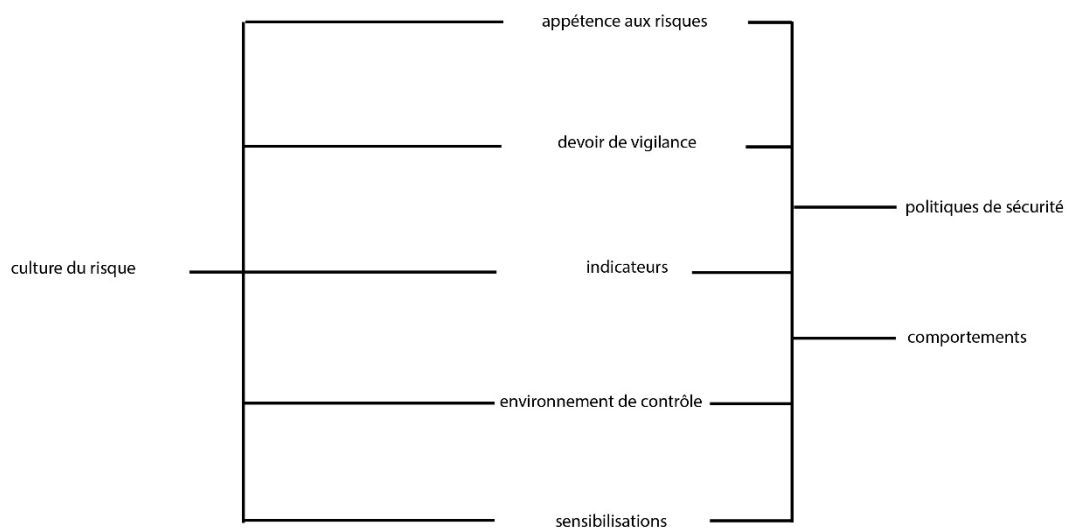 appétence aux risques
devoir de vigilance
politiques de sécurité
culture du risque
indicateurs
comportements
environnement de contrôle
sensibilisations